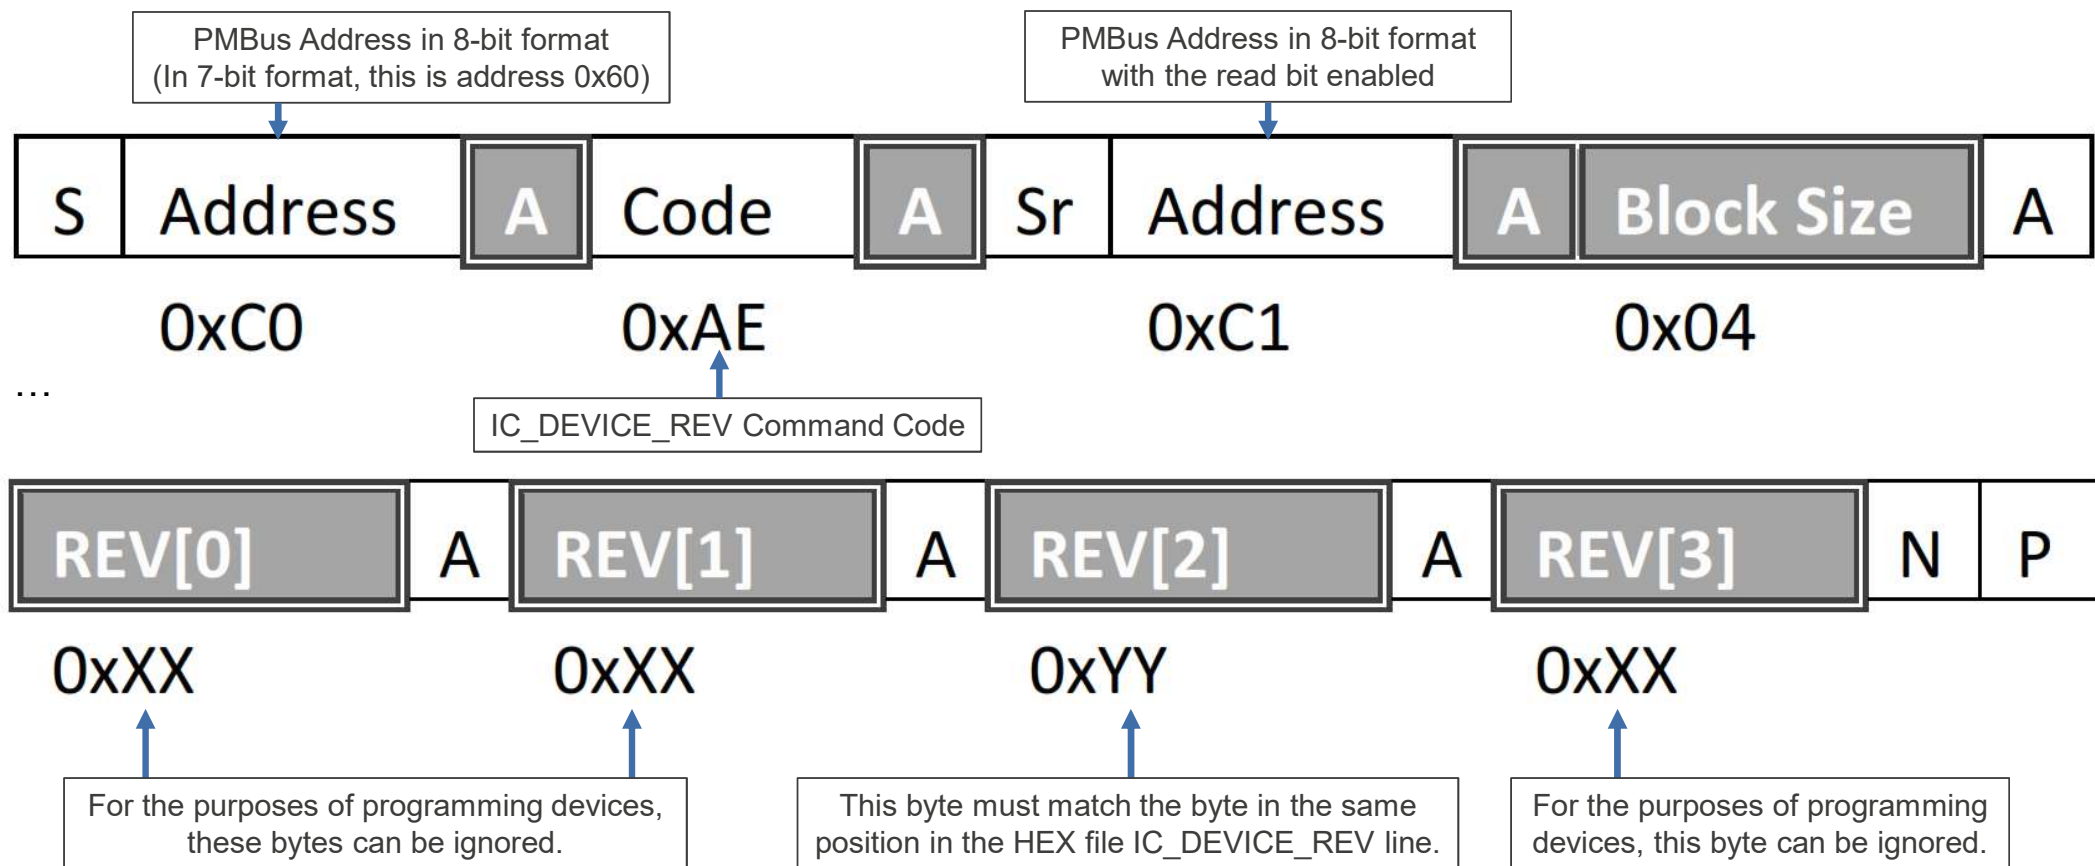 PMBus Address in 8-bit format
(In 7-bit format, this is address 0x60)
PMBus Address in 8-bit format
with the read bit enabled
S Address A Code A Sr Address A Block Size A
0xC0 0xAE 0xC1 0x04
...
IC_DEVICE_REV Command Code
REV[0] A REV[1] A REV[2] A REV[3] N P
0xXX 0xXX 0xYY 0xXX
For the purposes of programming devices,
these bytes can be ignored.
This byte must match the byte in the same
position in the HEX file IC_DEVICE_REV line.
For the purposes of programming
devices, this byte can be ignored.